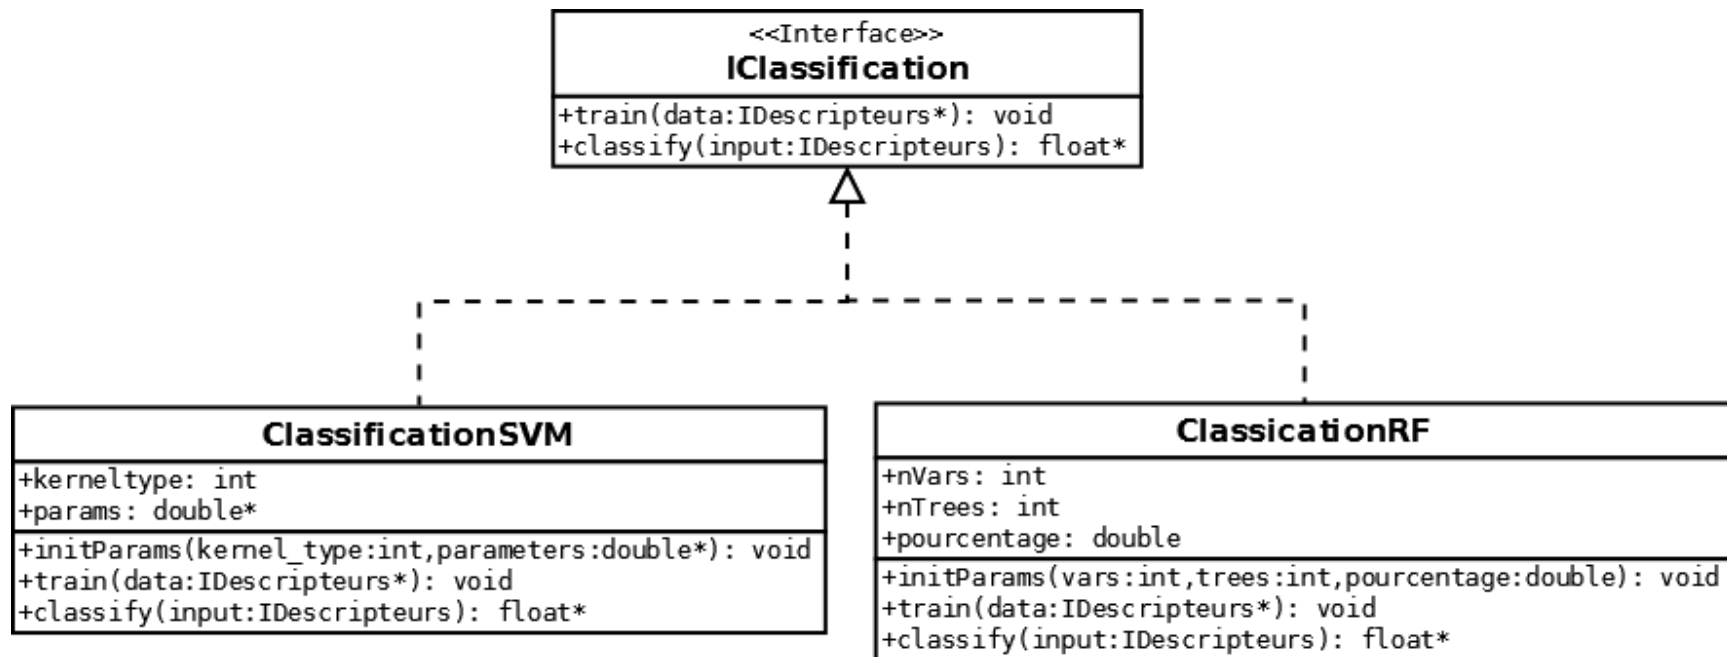 <<Interface>>
IClassification
+train(data:IDescripteurs*): void
+classify(input:IDescripteurs): float*
ClassificationSVM
+kerneltype: int
+params: double*
+initParams(kernel_type:int,parameters:double*): void
+train(data:IDescripteurs*): void
+classify(input:IDescripteurs): float*
ClassicationRF
+nVars: int
+nTrees: int
+pourcentage: double
+initParams(vars:int,trees:int,pourcentage:double): void
+train(data:IDescripteurs*): void
+classify(input:IDescripteurs): float*